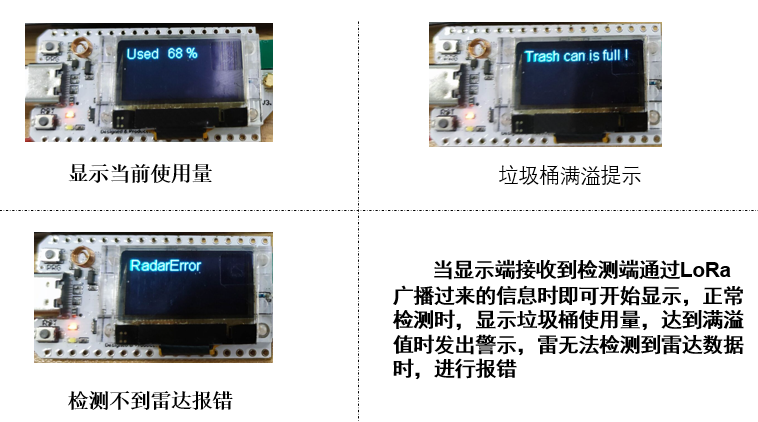 Used 68 %
Trash can is full !
显示当前使用量
垃圾桶满溢提示
RadarError
检测不到雷达报错
当显示端接收到检测端通过LoRa
广播过来的信息时即可开始显示，正常
检测时，显示垃圾桶使用量，达到满溢
值时发出警示，雷无法检测到雷达数据
时，进行报错